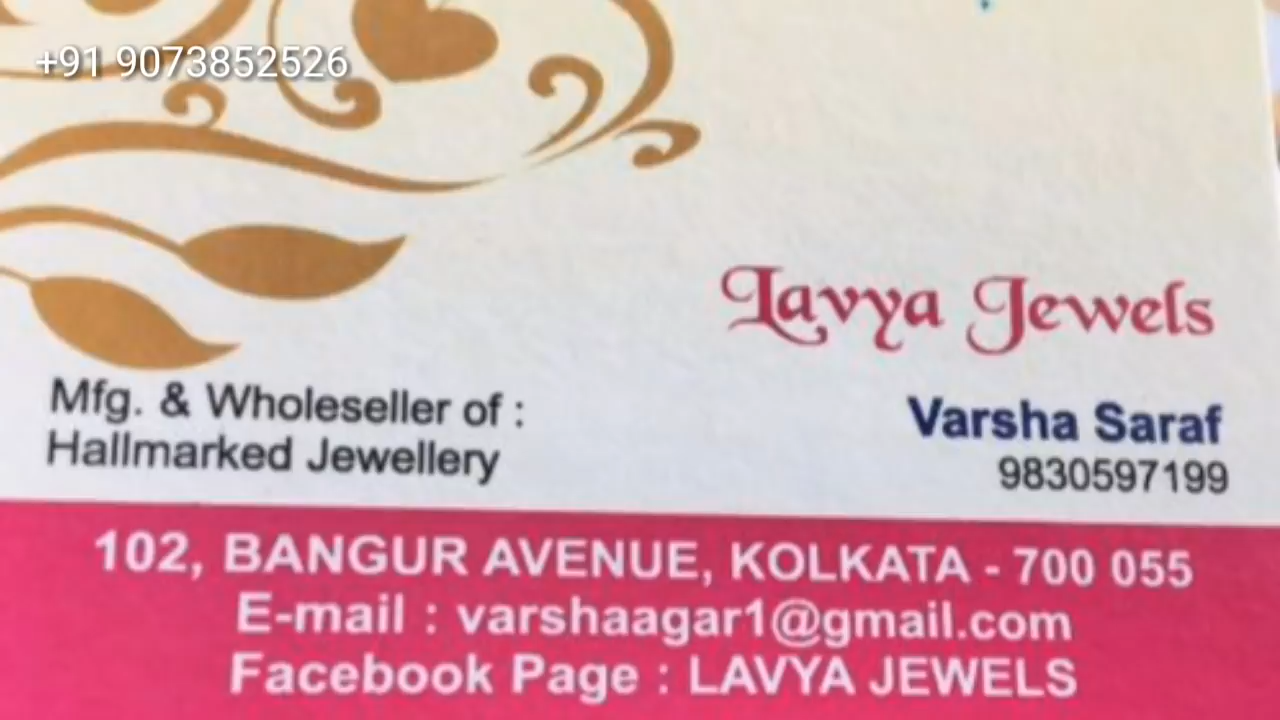 +91 9073852526
Lavya Jewels
Mfg. & Wholeseller of :
Hallmarked Jewellery
Varsha Saraf
9830597199
102, BANGUR AVENUE, KOLKATA - 700 055
E-mail : varshaagar1@gmail.com
Facebook Page : LAVYA JEWELS